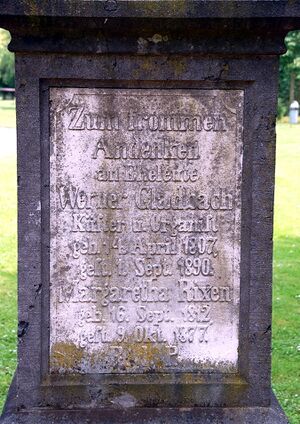 Zum frommen
Andenken
an Eheleute
Werner Gladbach
Küster u. Organist
geb. 14. April 1807,
gest. 1. Sept. 1890.
Margaretha Rixen
geb. 16. Sept. 1812,
gest. 9. Okt. 1877.
R. I. P.